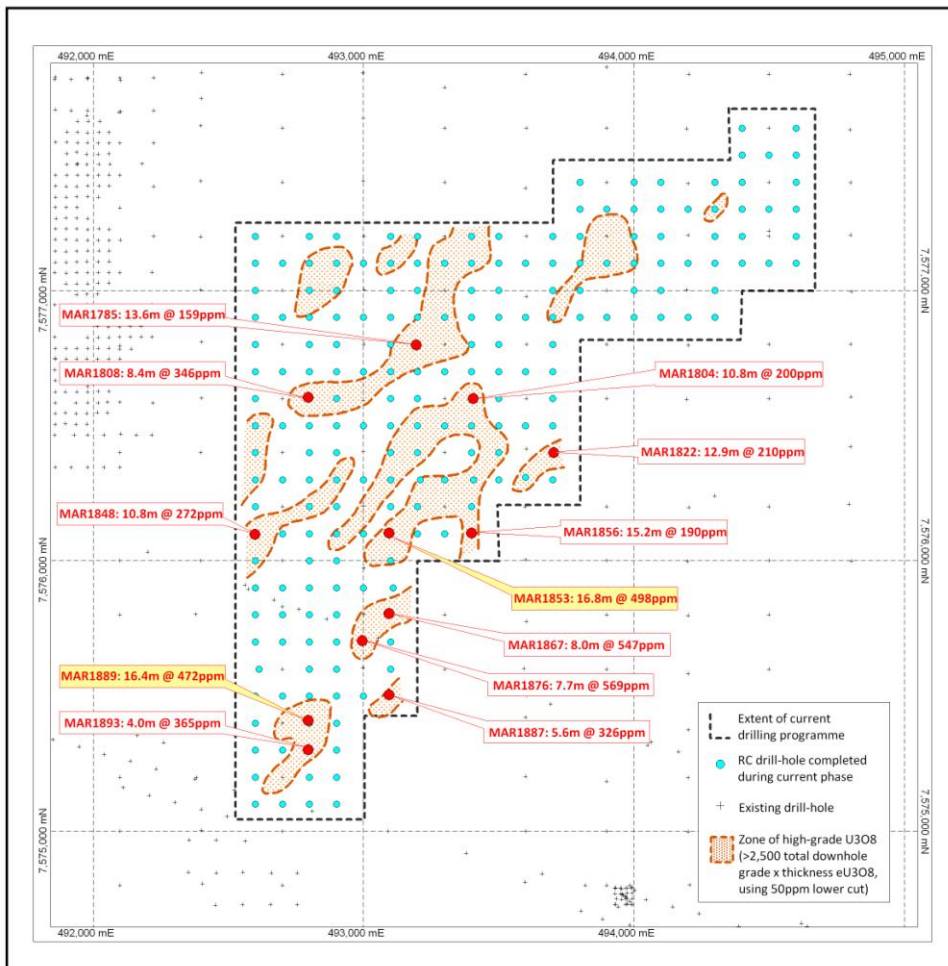 492,000 mE
493,000 mE
494,000 mE
495,000 mE
7,577,000 mN
7,577,000 mN
MAR1785: 13.6m @ 159ppm
MAR1808: 8.4m @ 346ppm
MAR1804: 10.8m @ 200ppm
MAR1822: 12.9m @ 210ppm
MAR1848: 10.8m @ 272ppm
MAR1856: 15.2m @ 190ppm
7,576,000 mN
7,576,000 mN
MAR1853: 16.8m @ 498ppm
MAR1867: 8.0m @ 547ppm
MAR1889: 16.4m @ 472ppm
MAR1876: 7.7m @ 569ppm
MAR1893: 4.0m @ 365ppm
MAR1887: 5.6m @ 326ppm
Extent of current
drilling programme
RC drill-hole completed
during current phase
Existing drill-hole
Zone of high-grade U3O8
(>2,500 total downhole
grade x thickness eU3O8,
using 50ppm lower cut)
7,575,000 mN
7,575,000 mN
492,000 mE
493,000 mE
494,000 mE
495,000 mE